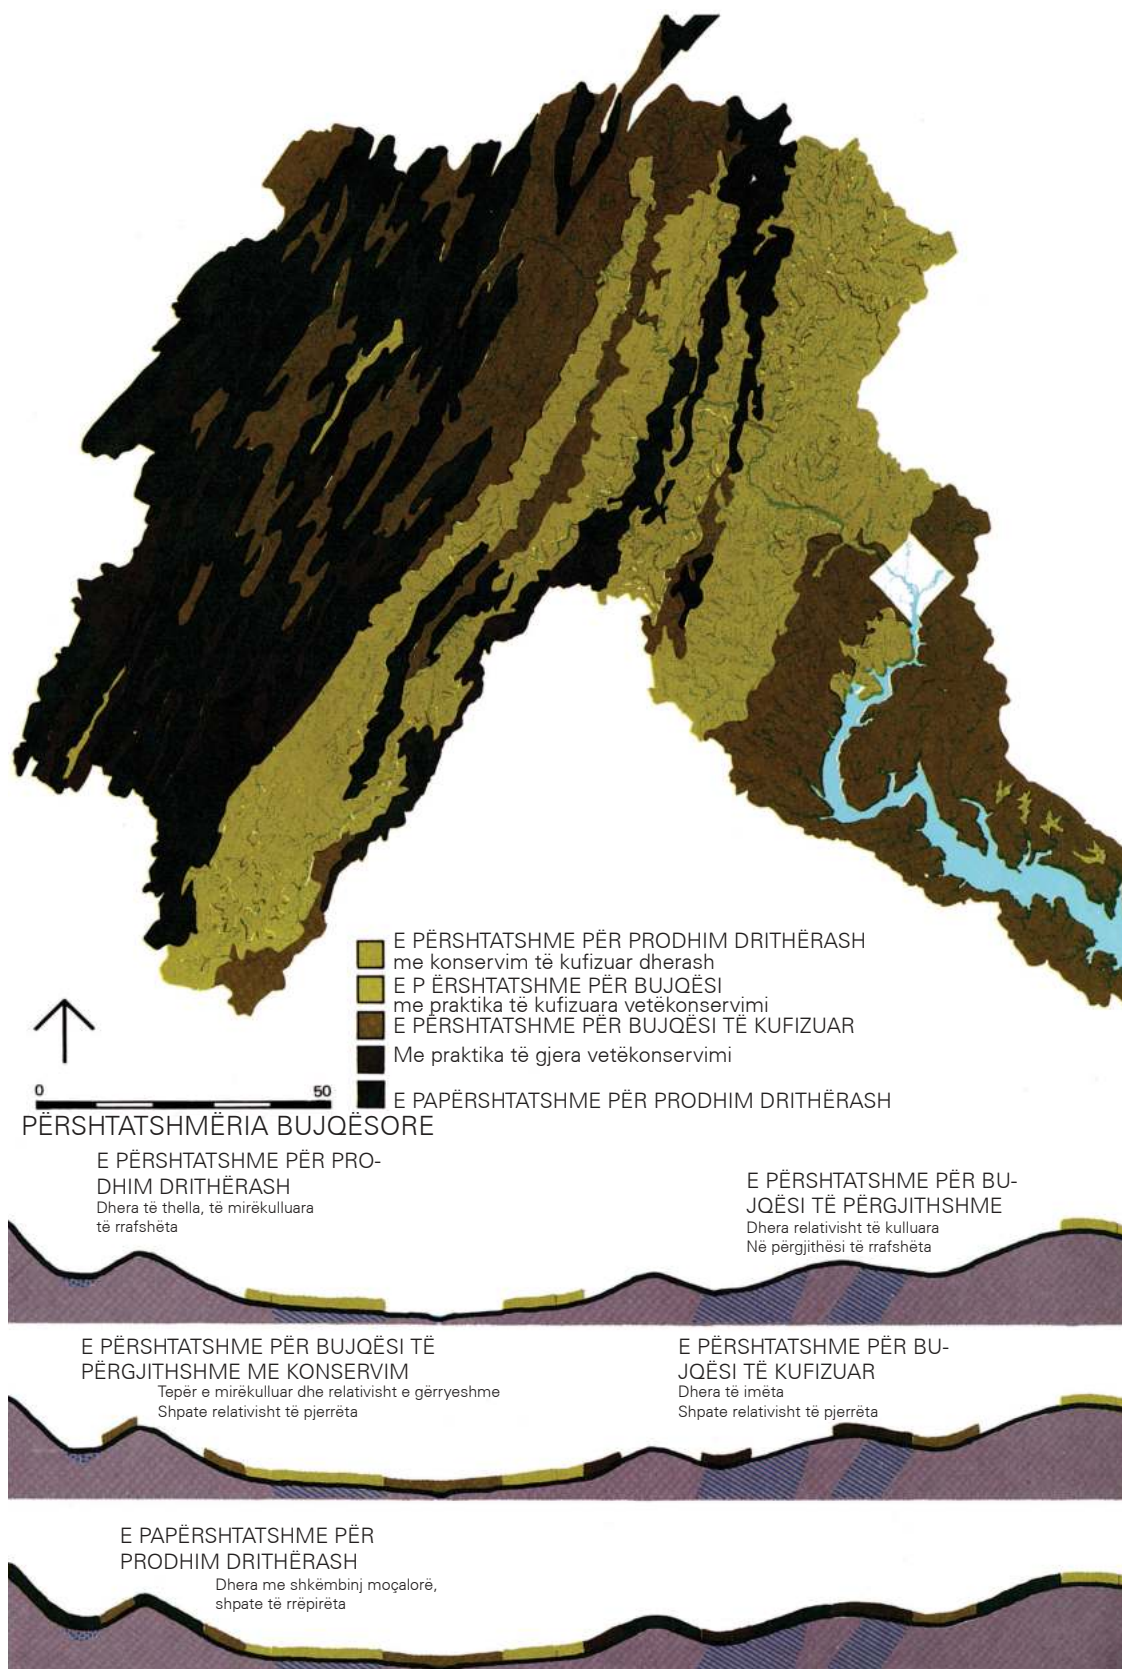 E PËRSHTATSHME PËR PRODHIM DRITHËRASH
me konservim të kufizuar dherash
E P ËRSHTATSHME PËR BUJQËSI
me praktika të kufizuara vetëkonservimi
E PËRSHTATSHME PËR BUJQËSI TË KUFIZUAR
Me praktika të gjera vetëkonservimi
E PAPËRSHTATSHME PËR PRODHIM DRITHËRASH
0 50
PËRSHTATSHMËRIA BUJQËSORE
E PËRSHTATSHME PËR PRO-
DHIM DRITHËRASH
Dhera të thella, të mirëkulluara
të rrafshëta
E PËRSHTATSHME PËR BU-
JQËSI TË PËRGJITHSHME
Dhera relativisht të kulluara
Në përgjithësi të rrafshëta
E PËRSHTATSHME PËR BUJQËSI TË
PËRGJITHSHME ME KONSERVIM
Tepër e mirëkulluar dhe relativisht e gërryeshme
Shpate relativisht të pjerrëta
E PËRSHTATSHME PËR BU-
JQËSI TË KUFIZUAR
Dhera të imëta
Shpate relativisht të pjerrëta
E PAPËRSHTATSHME PËR
PRODHIM DRITHËRASH
Dhera me shkëmbinj moçalorë,
shpate të rrëpirëta